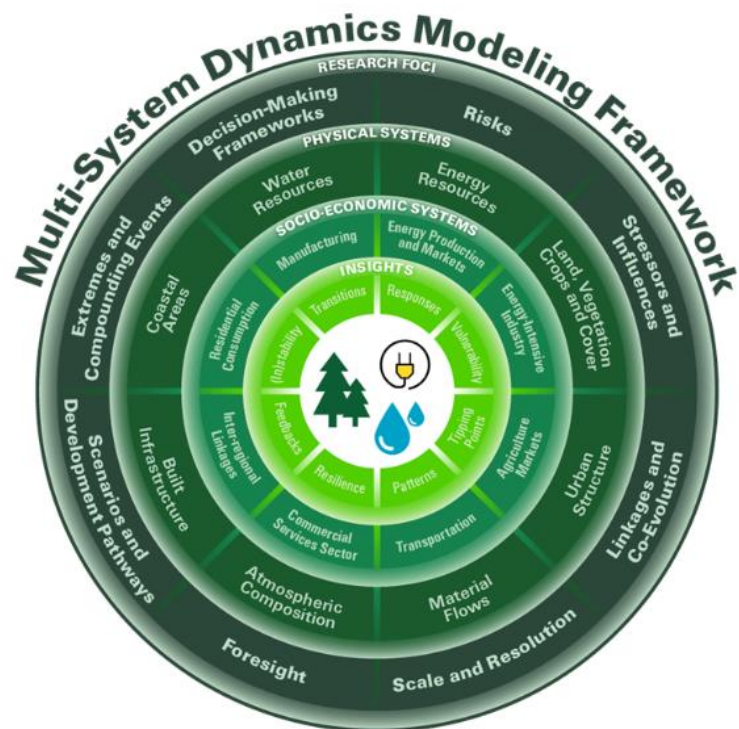 Multi-System Dynamics Modeling Framework
RESEARCH FOCI
Decision-Making
Frameworks
Risks
Stressors and
Influences
Linkages and
Co-Evolution
Scale and Resolution
Foresight
Scenarios and
Development Pathways
Extremes and
Compounding Events
PHYSICAL SYSTEMS
Water
Resources
Energy
Resources
Land, Vegetation
Crops and Cover
Urban
Structure
Material
Flows
Atmospheric
Composition
Built
Infrastructure
Coastal
Areas
SOCIO-ECONOMIC SYSTEMS
Manufacturing
Energy Production
and Markets
Energy-Intensive
Industry
Agriculture
Markets
Transportation
Commercial
Services Sector
Inter-regional
Linkages
Residential
Consumption
INSIGHTS
Transitions
Responses
Vulnerability
Tipping
Points
Patterns
Resilience
Feedbacks
(In)stability